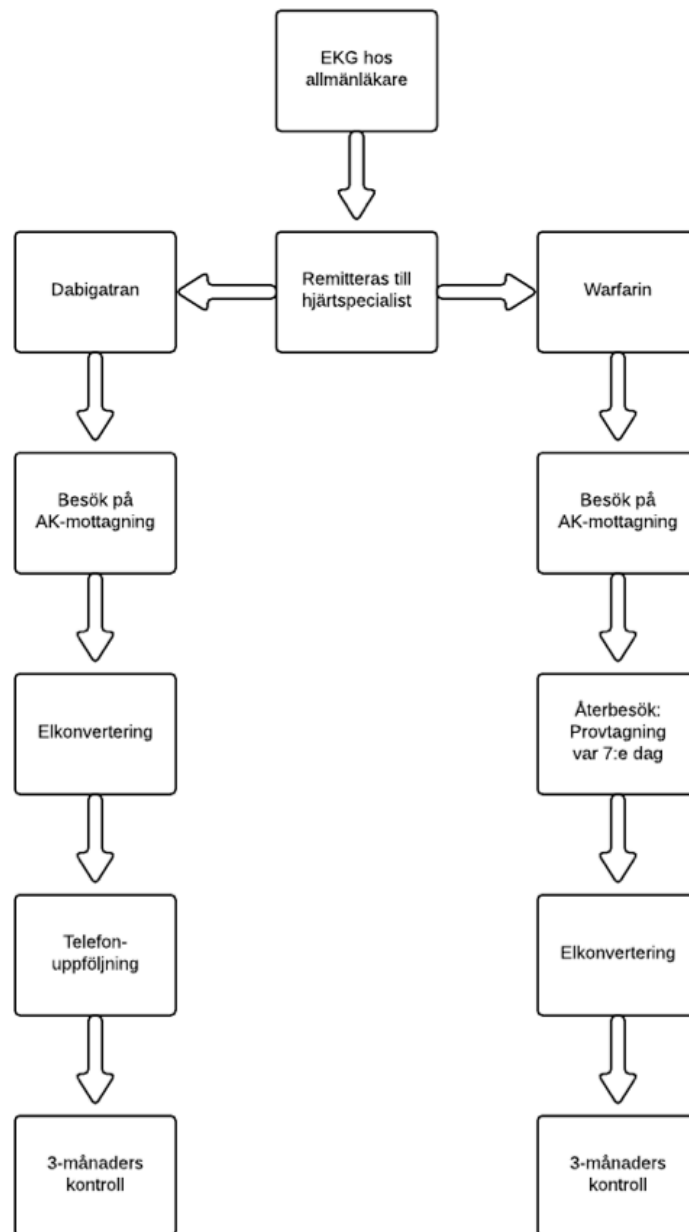 EKG hos
allmänläkare
Dabigatran
Remitteras till
hjärtspecialist
Warfarin
Besök på
AK-mottagning
Besök på
AK-mottagning
Elkonvertering
Återbesök:
Provtagning
var 7:e dag
Telefon-
uppföljning
Elkonvertering
3-månaders
kontroll
3-månaders
kontroll